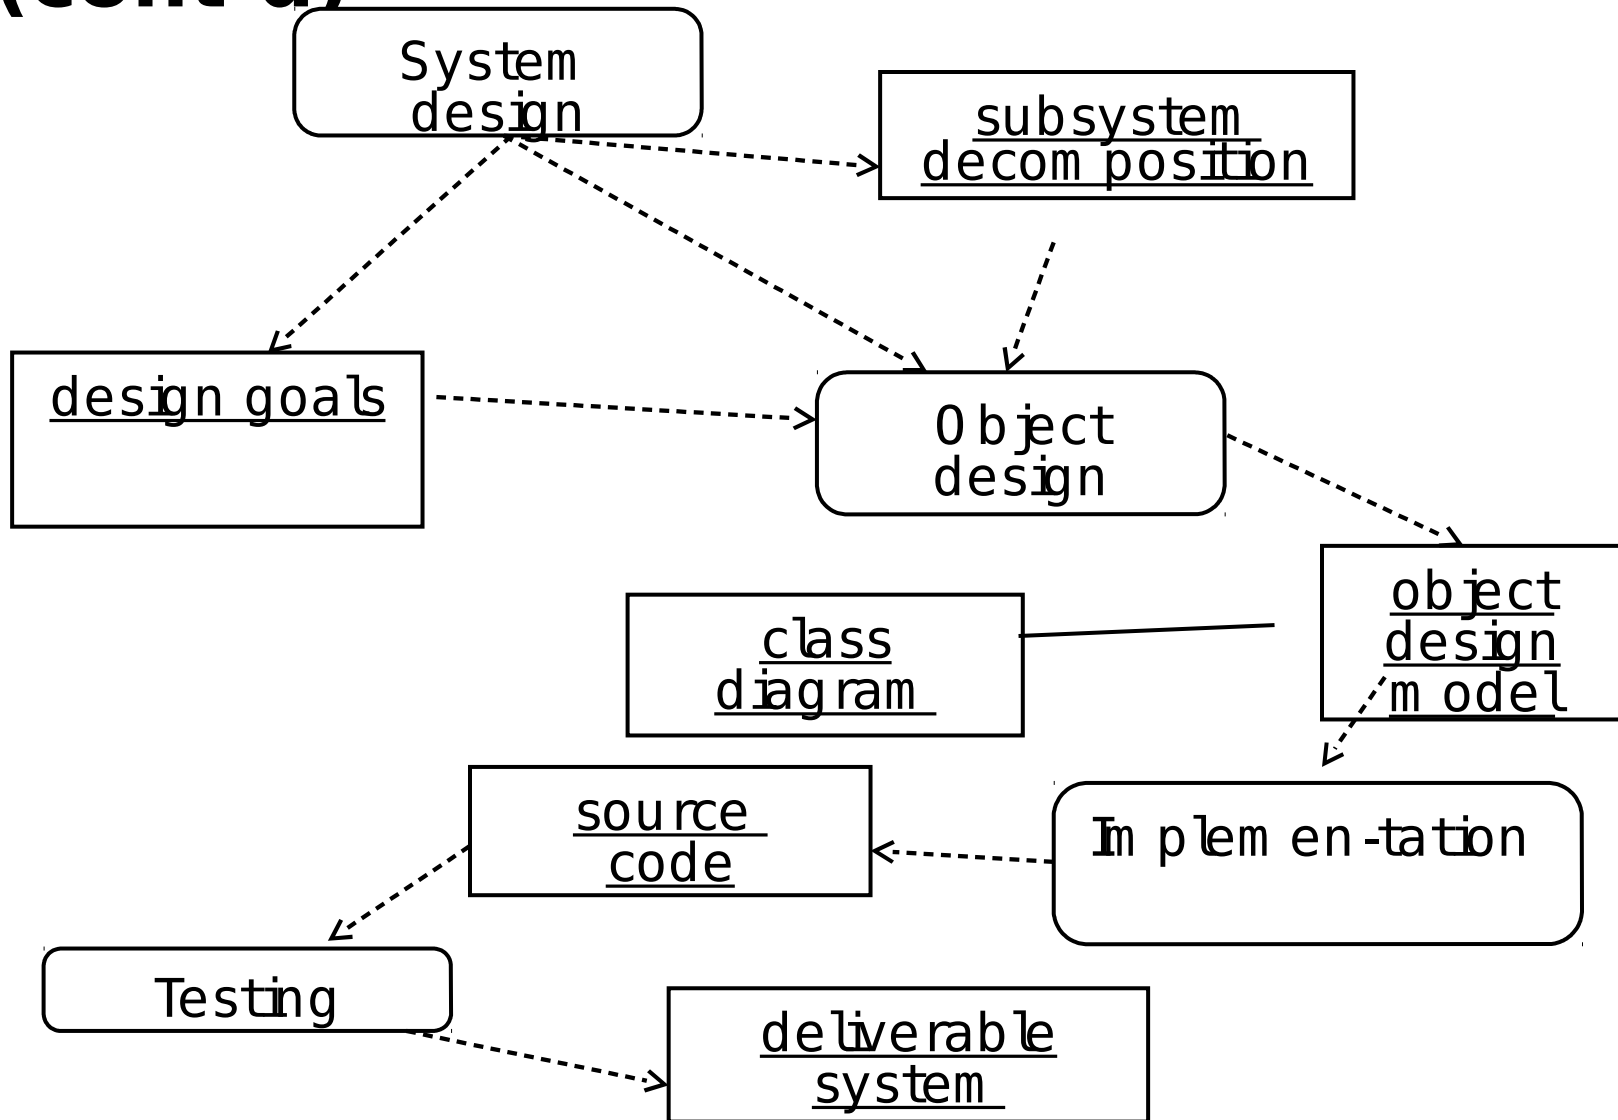 (cont'd)
System
design
subsystem
decomposition
design goals
Object
design
object
design
model
class
diagram
source
code
Implemen-tation
Testing
deliverable
system